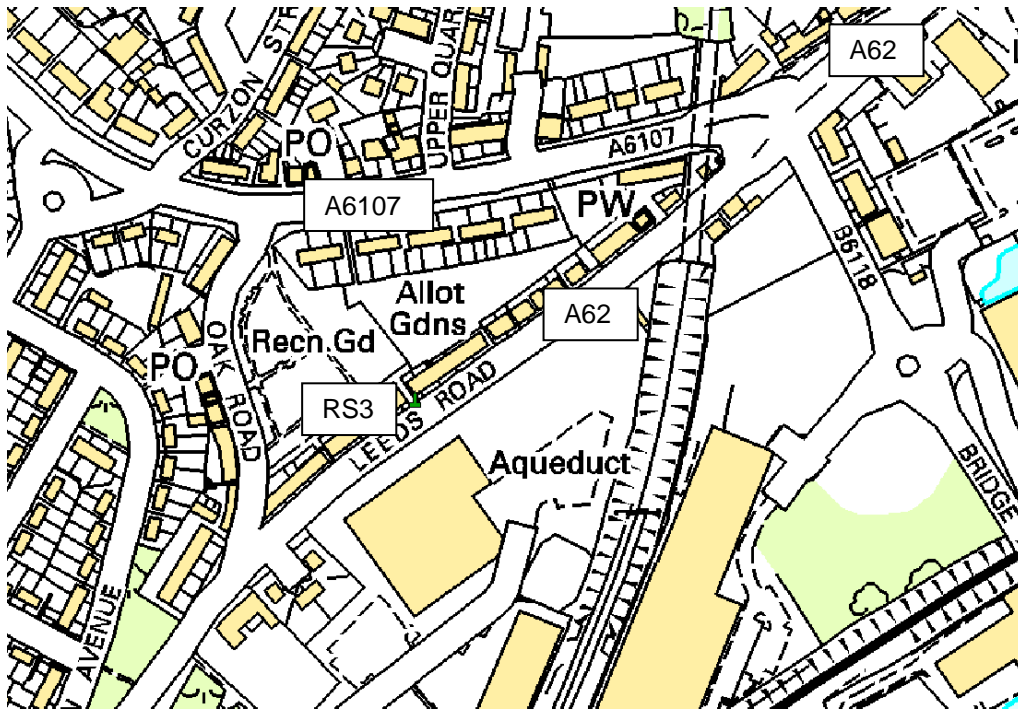 A62
CURZON STR
UPPER QUAR
PO
A6107
A6107
PW
B6118
Allot
Gdns
A62
OAK ROAD
Recn.Gd
PO
RS3
LEEDS ROAD
Aqueduct
BRIDGE
AVENUE